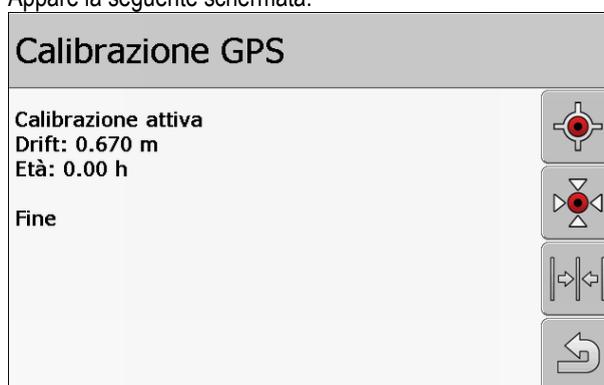 Appare la seguente schermata:
Calibrazione GPS
Calibrazione attiva
Drift: 0.670 m
Età: 0.00 h
Fine